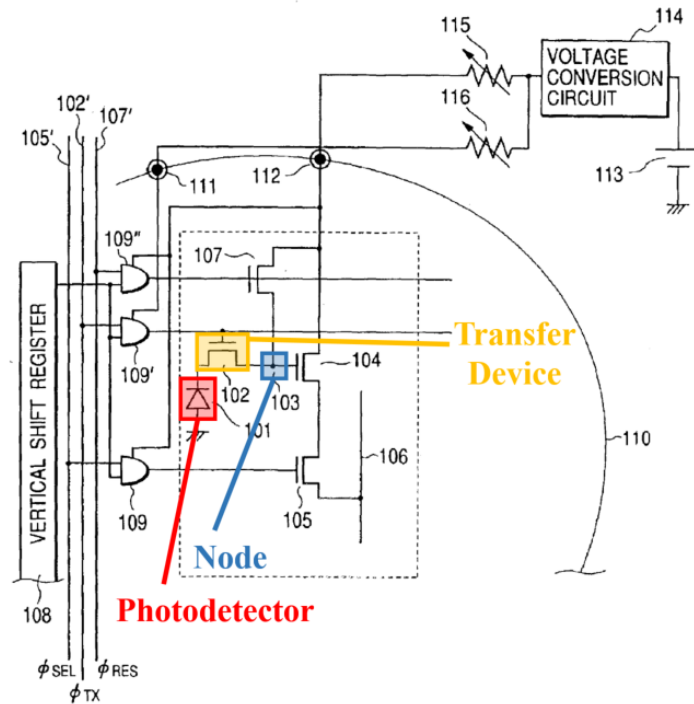 115
114
VOLTAGE
CONVERSION
CIRCUIT
102' 107'
105'
116
111
112
113
109"
107
109'
Transfer
Device
104
102
103
101
110
106
VERTICAL SHIFT REGISTER
109
105
Node
108
Photodetector
ϕSEL
ϕRES
ϕTX